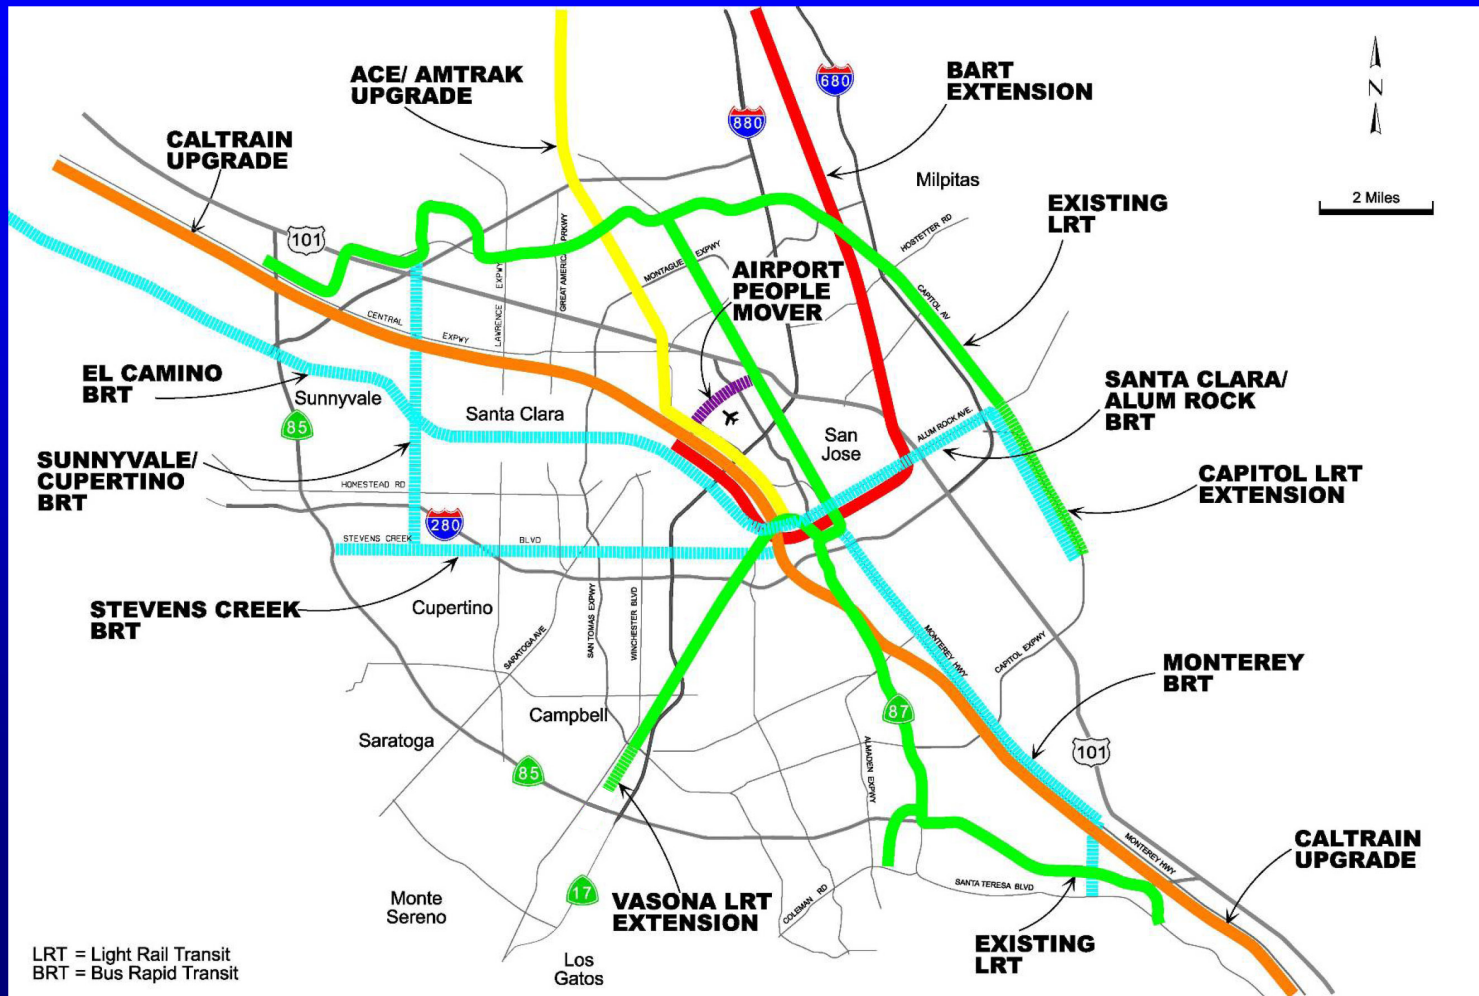 ACE/ AMTRAK
UPGRADE
680
BART
EXTENSION
880
N
CALTRAIN
UPGRADE
Milpitas
2 Miles
EXISTING
LRT
101
HOSTETTER RD
GREAT AMERICA PRKWY
LAWRENCE EXPWY
MONTAGUE EXPWY
AIRPORT
PEOPLE
MOVER
CAPITOL AV
CENTRAL EXPWY
EL CAMINO
BRT
Sunnyvale
Santa Clara
SANTA CLARA/
ALUM ROCK
BRT
85
San
Jose
ALUM ROCK AVE.
SUNNYVALE/
CUPERTINO
BRT
HOMESTEAD RD
CAPITOL LRT
EXTENSION
280
STEVENS CREEK BLVD
STEVENS CREEK
BRT
Cupertino
SARATOGA AVE
SAN TOMAS EXPWY
WINCHESTER BLVD
MONTEREY HWY
CAPITOL EXPWY
MONTEREY
BRT
Campbell
87
Saratoga
101
ALMADEN EXPWY
85
MONTEREY HWY
CALTRAIN
UPGRADE
17
Monte
Sereno
VASONA LRT
EXTENSION
COLEMAN RD
SANTA TERESA BLVD
EXISTING
LRT
LRT = Light Rail Transit
BRT = Bus Rapid Transit
Los
Gatos